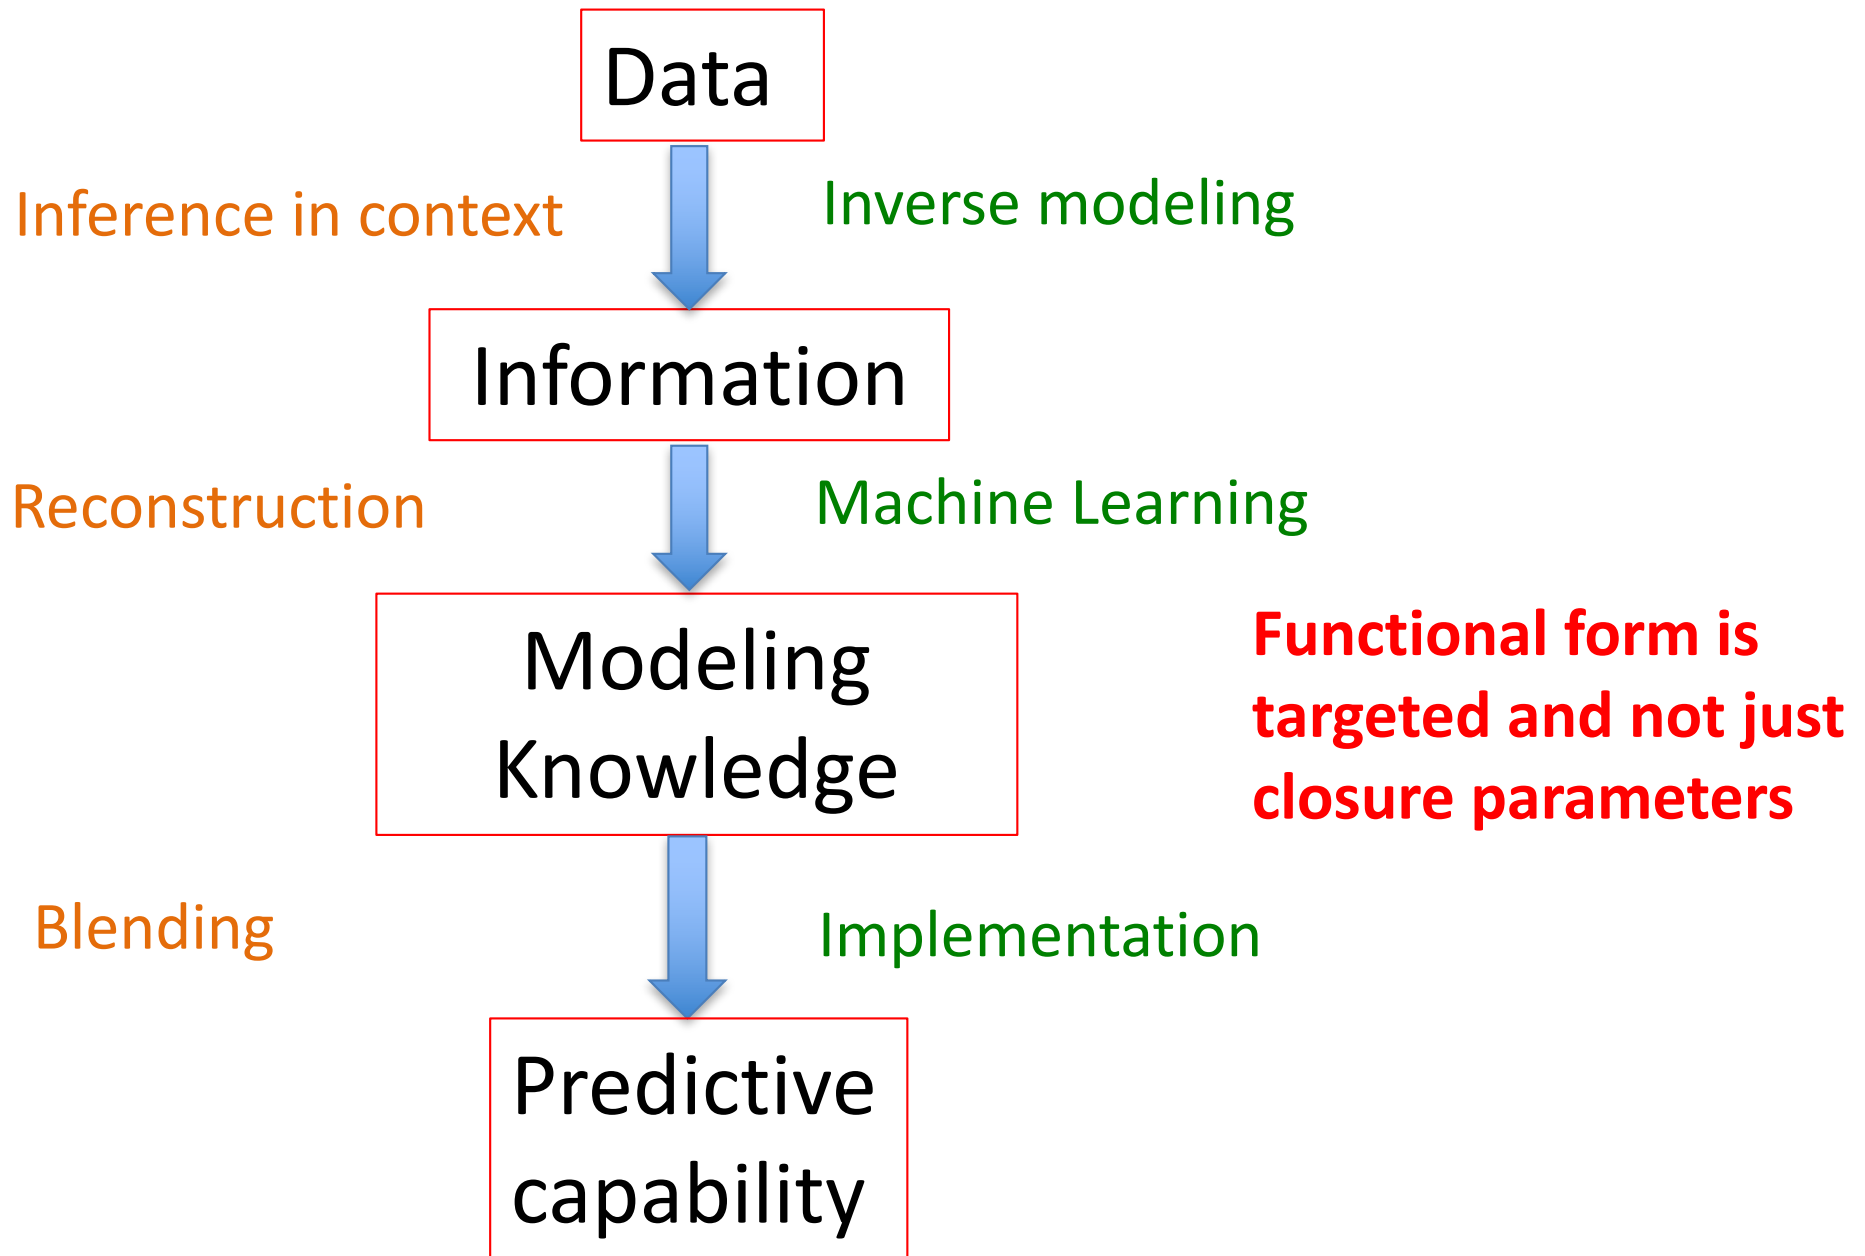 Data
Inference in context
Inverse modeling
Information
Reconstruction
Machine Learning
Modeling
Knowledge
Functional form is
targeted and not just
closure parameters
Blending
Implementation
Predictive
capability